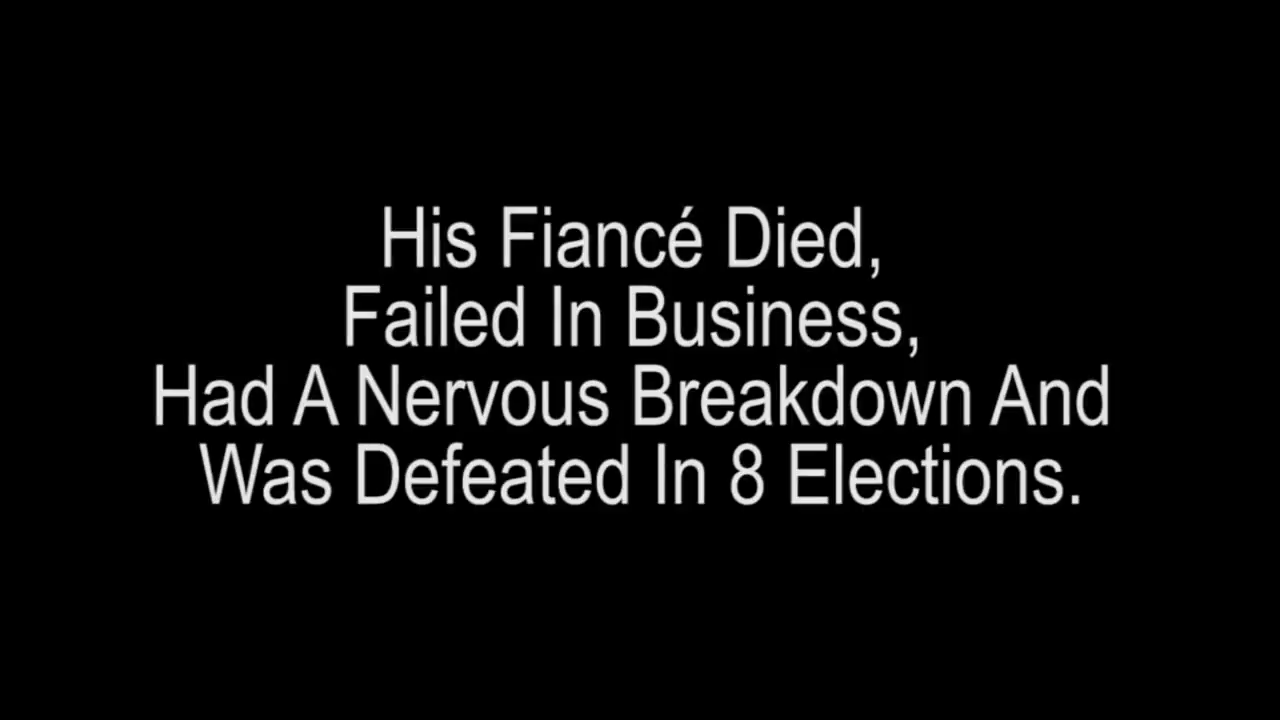 His Fiancé Died,
Failed In Business,
Had A Nervous Breakdown And
Was Defeated In 8 Elections.